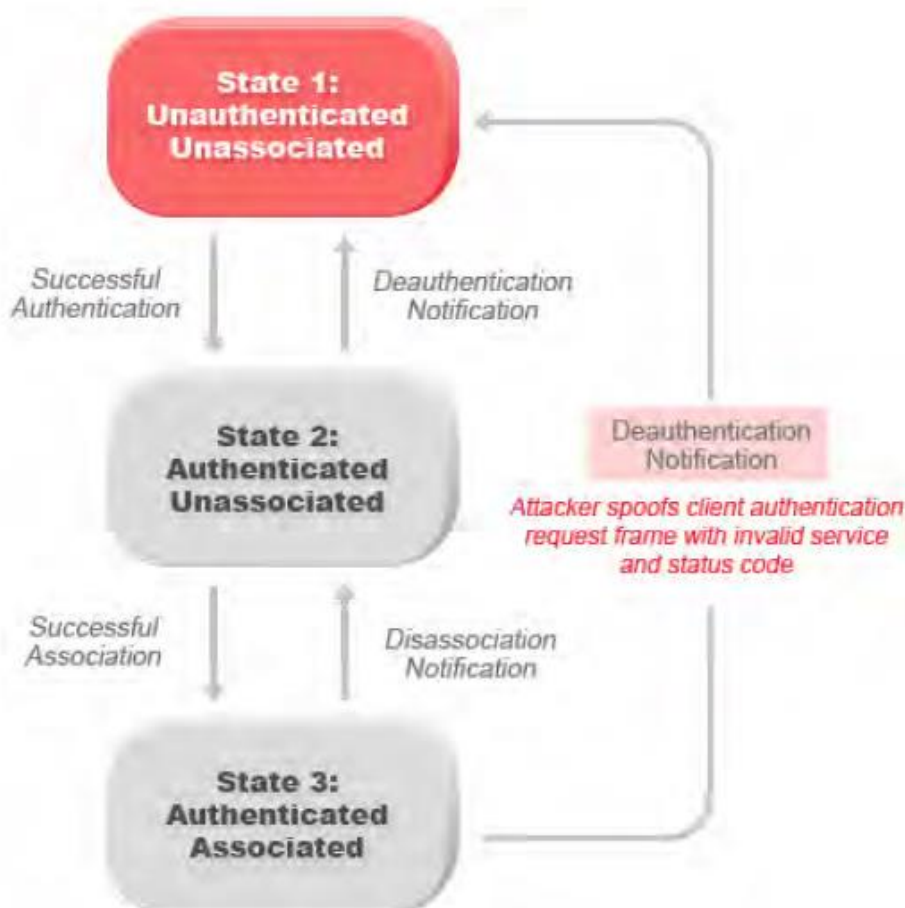 State 1:
Unauthenticated
Unassociated
Successful
Authentication
Deauthentication
Notification
State 2:
Authenticated
Unassociated
Deauthentication
Notification
Attacker spoofs client authentication
request frame with invalid service
and status code
Successful
Association
Disassociation
Notification
State 3:
Authenticated
Associated